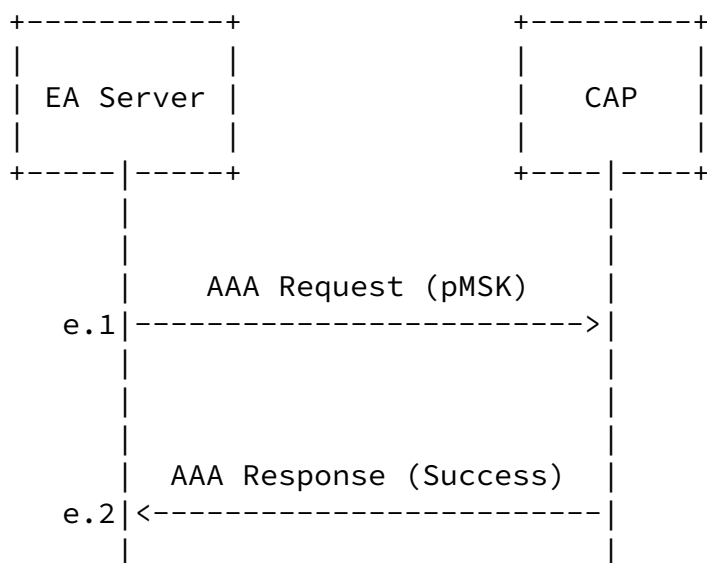 EA Server CAP
AAA Request (pMSK)
e.1
AAA Response (Success)
e.2